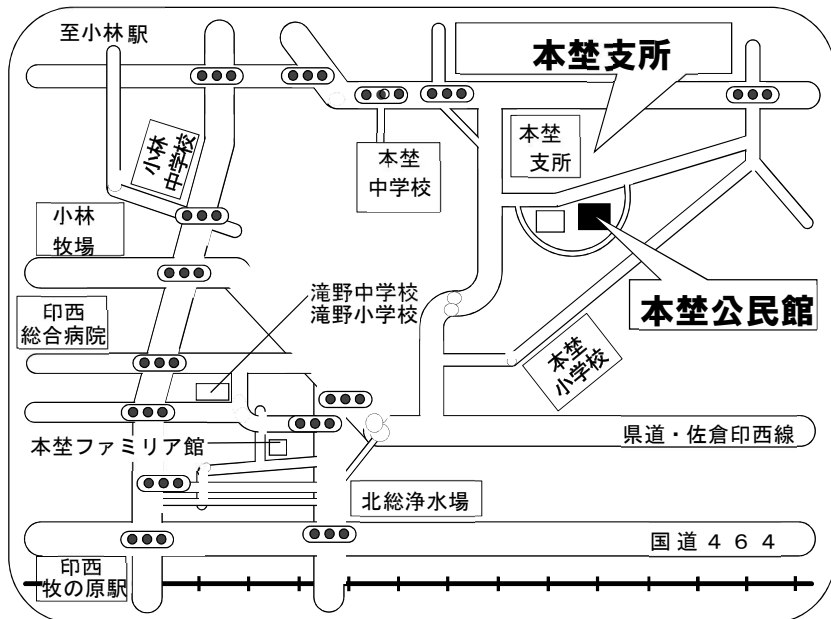 至小林駅
本埜支所
小林
中学校
本埜
中学校
本埜
支所
小林
牧場
滝野中学校
滝野小学校
印西
総合病院
本埜公民館
本埜
小学校
本埜ファミリア館
県道・佐倉印西線
北総浄水場
国道４６４
印西
牧の原駅